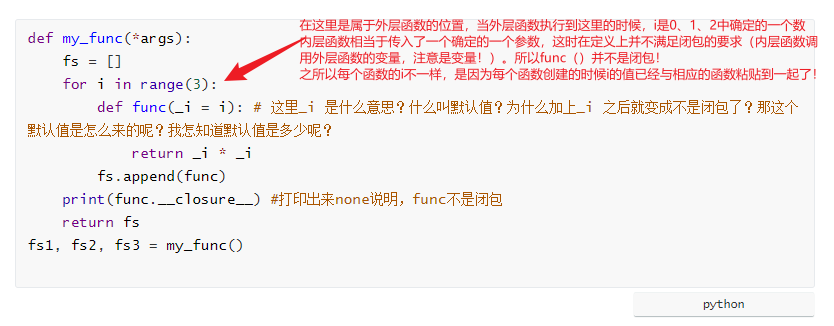 在这里是属于外层函数的位置，当外层函数执行到这里的时候，i是0、1、2中确定的一个数
内层函数相当于传入了一个确定的一个参数，这时在定义上并不满足闭包的要求（内层函数调
用外层函数的变量，注意是变量！）。所以func（）并不是闭包！
之所以每个函数的i不一样，是因为每个函数创建的时候i的值已经与相应的函数粘贴到一起了！
def my_func(*args):
    fs = []
    for i in range(3):
        def func(_i = i): # 这里_i 是什么意思？什么叫默认值？为什么加上_i 之后就变成不是闭包了？那这个
默认值是怎么来的呢？我怎知道默认值是多少呢？
            return _i * _i
        fs.append(func)
    print(func.__closure__) #打印出来none说明，func不是闭包
    return fs
fs1, fs2, fs3 = my_func()
python